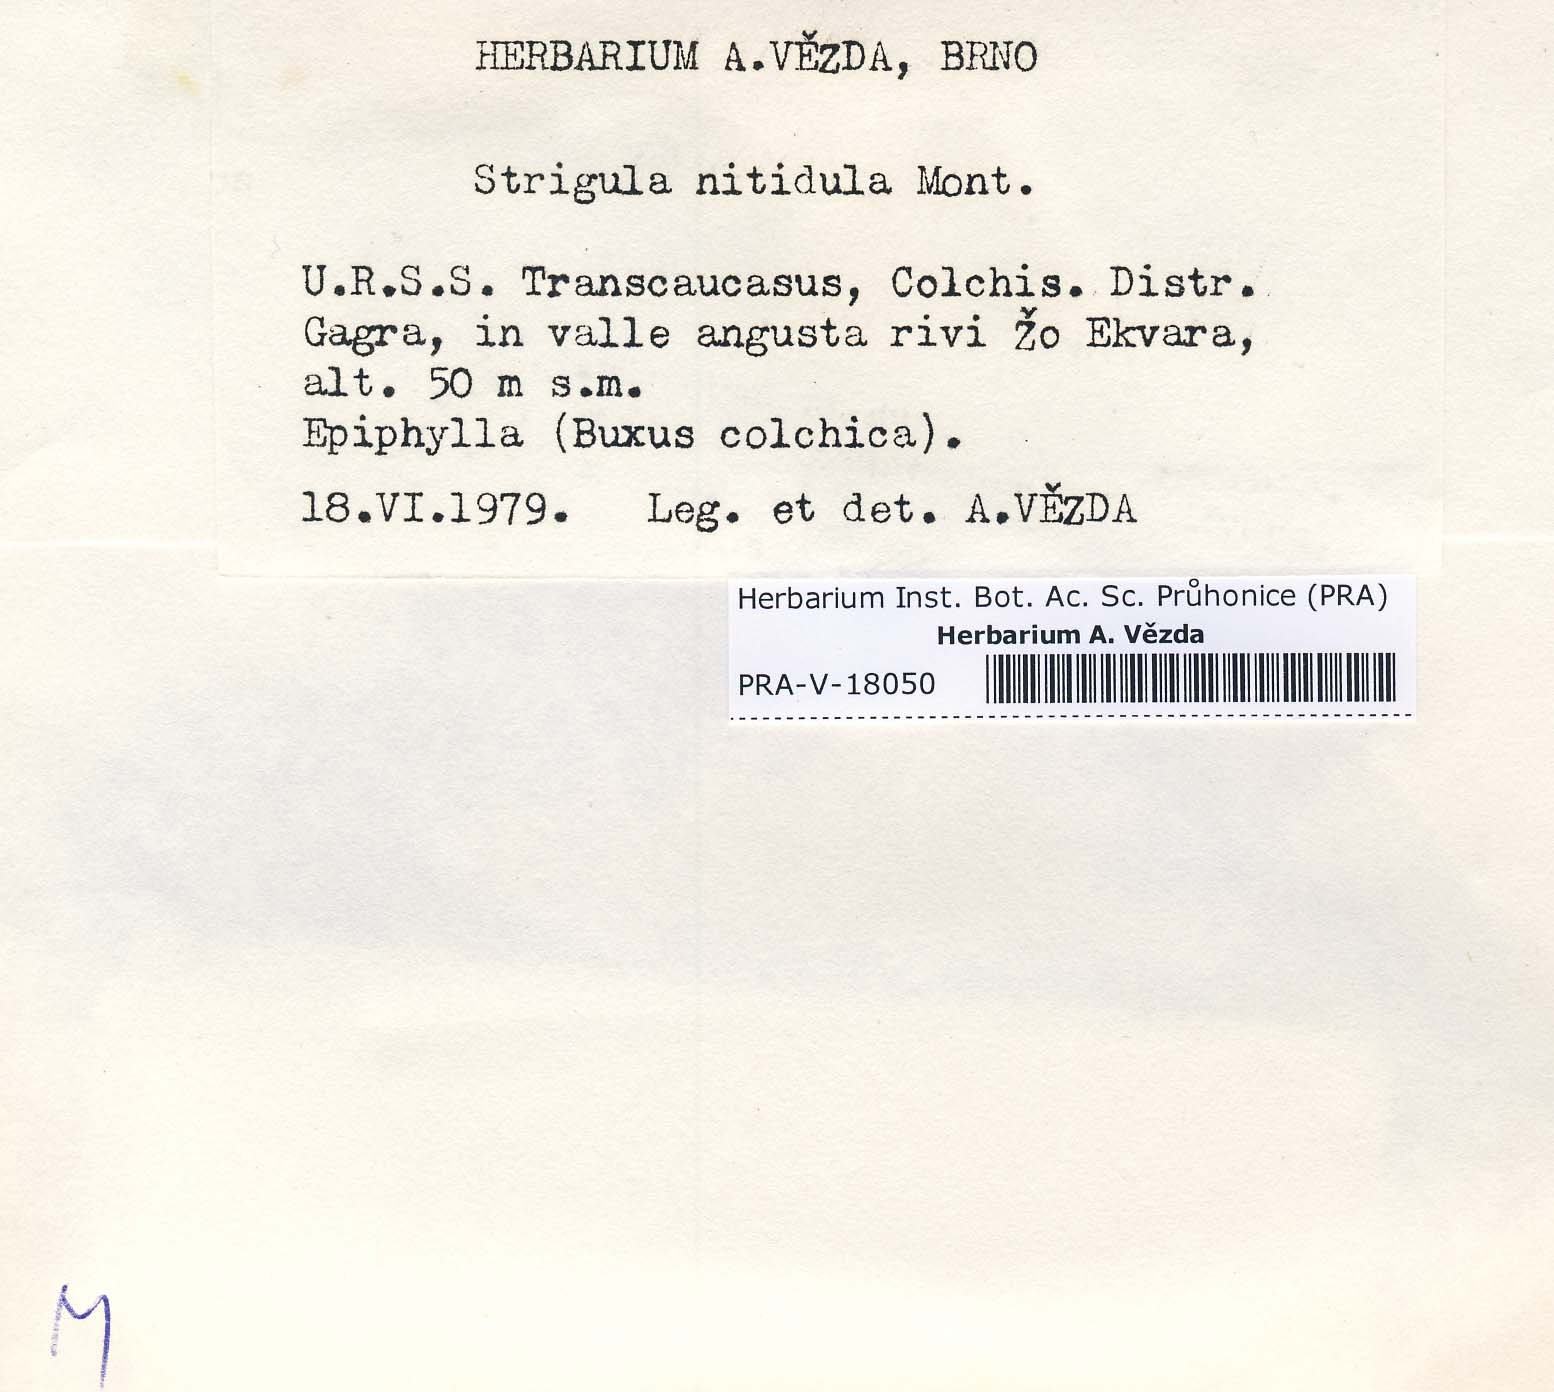 HERBARIUM A.VĚZDA, BRNO
Strigula nitidula Mont.
U.R.S.S. Transcaucasus, Colchis. Distr.
Gagra, in valle angusta rivi Žo Ekvara,
alt. 50 m s.m.
Epiphylla (Buxus colchica).
18.VI.1979. Leg. et det. A.VĚZDA
Herbarium Inst. Bot. Ac. Sc. Průhonice (PRA)
Herbarium A. Vězda
PRA-V-18050
M